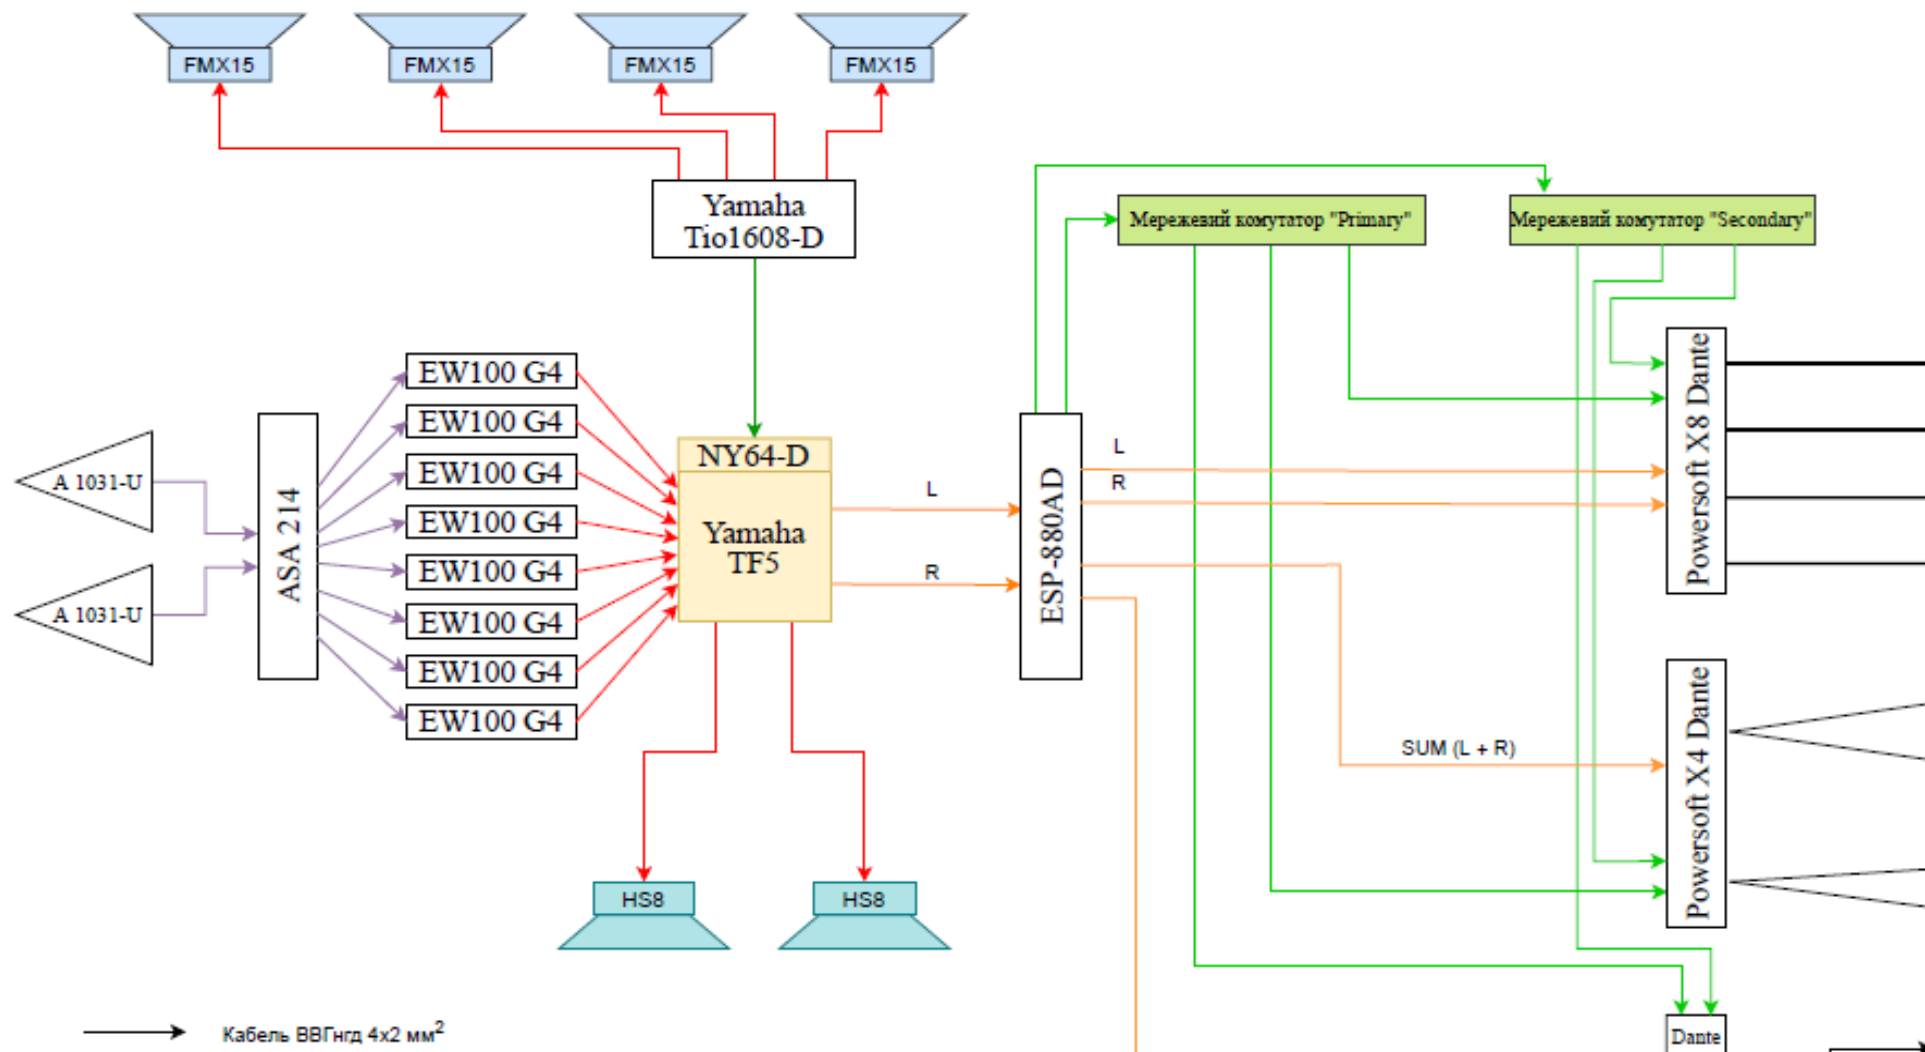 FMX15
FMX15
FMX15
FMX15
Yamaha
Tio1608-D
Мережевий комутатор "Primary"
Мережевий комутатор "Secondary"
A 1031-U
A 1031-U
ASA 214
EW100 G4
EW100 G4
EW100 G4
EW100 G4
EW100 G4
EW100 G4
EW100 G4
EW100 G4
NY64-D
Yamaha
TF5
L
R
ESP-880AD
L
R
SUM (L + R)
Powersoft X8 Dante
Powersoft X4 Dante
HS8
HS8
Dante
Кабель ВВГнгд 4х2 мм²